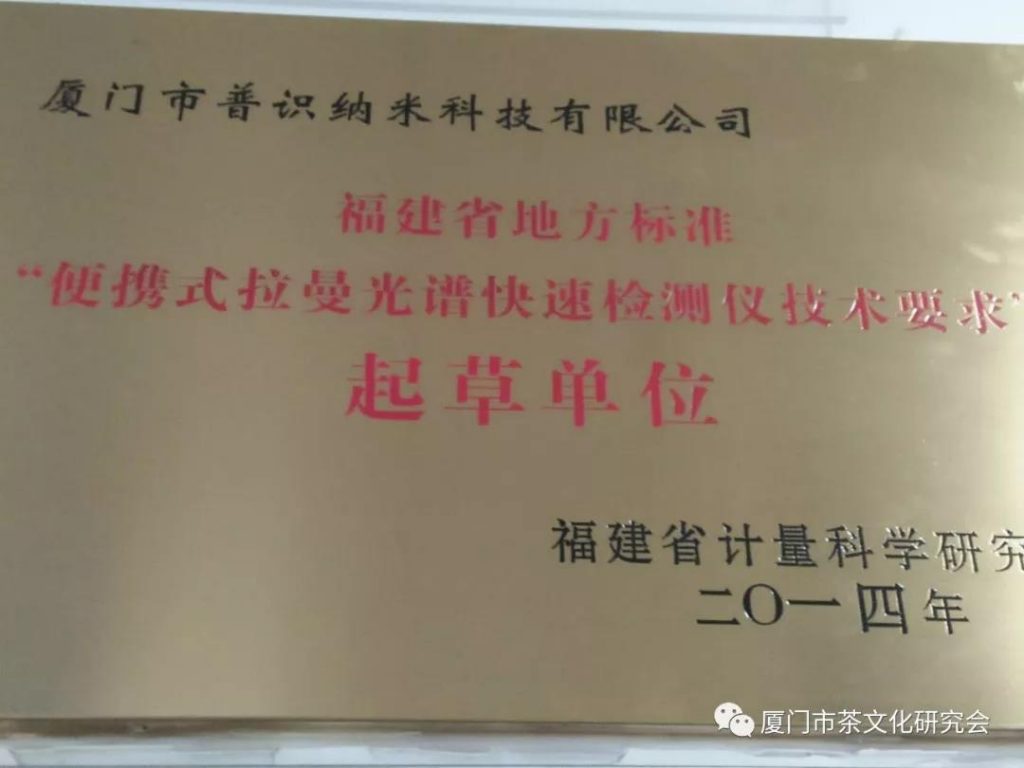 厦门市普识纳米科技有限公司
福建省地方标准
“便携式拉曼光谱快速检测仪技术要求”
起草单位
福建省计量科学研究
二〇一四年
厦门市茶文化研究会